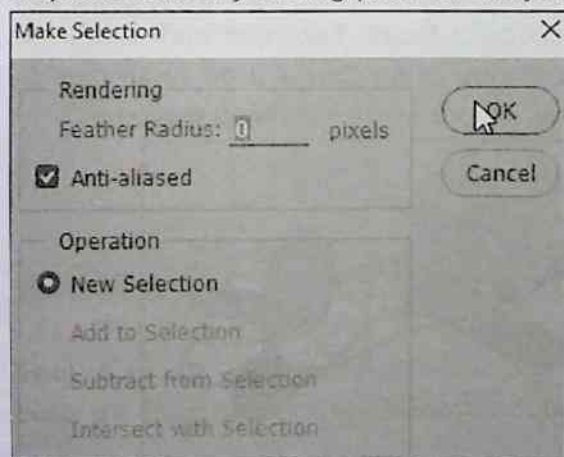 Make Selection
Rendering
Feather Radius: pixels
OK
Anti-aliased
Cancel
Operation
New Selection
Add to Selection
Subtract from Selection
Intersect with Selection